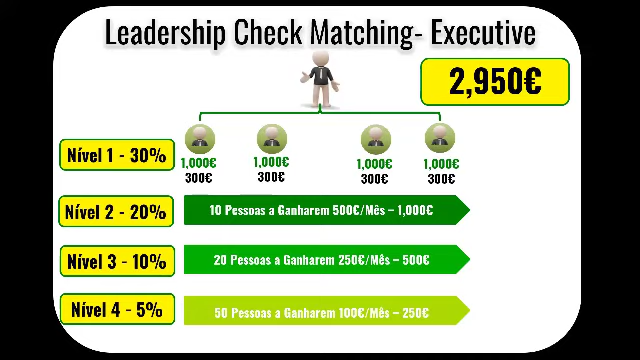 Leadership Check Matching- Executive
2,950€
Nível 1 - 30%
1,000€ 1,000€ 1,000€ 1,000€
300€ 300€ 300€ 300€
Nível 2 - 20%
10 Pessoas a Ganharem 500€/Mês – 1,000€
Nível 3 - 10%
20 Pessoas a Ganharem 250€/Mês – 500€
Nível 4 - 5%
50 Pessoas a Ganharem 100€/Mês – 250€